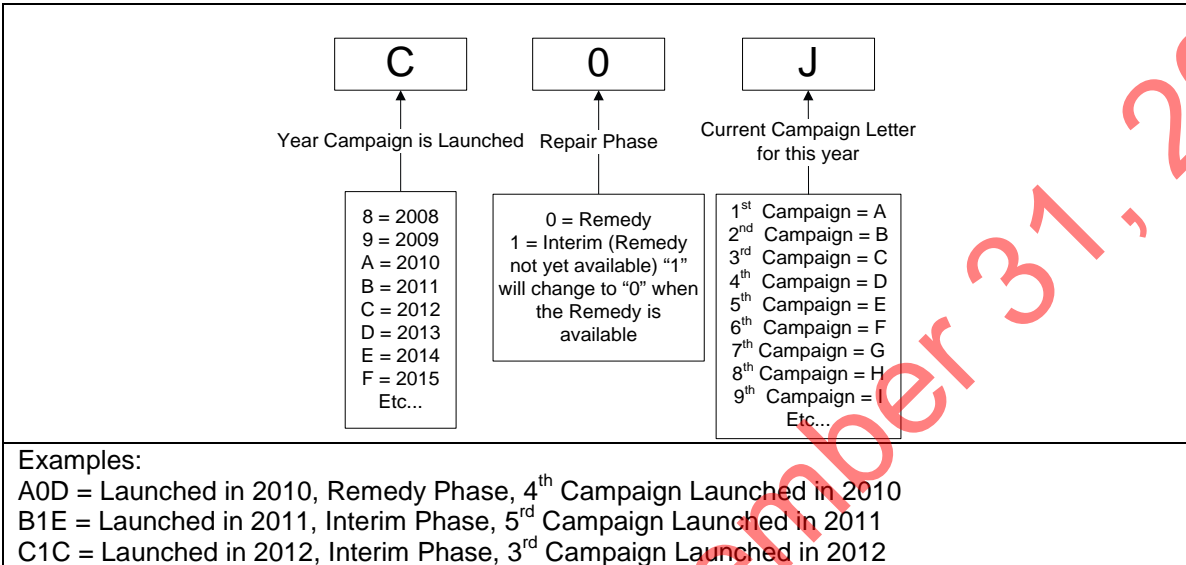 C 0 J
Year Campaign is Launched
Repair Phase
Current Campaign Letter
for this year
8 = 2008
9 = 2009
A = 2010
B = 2011
C = 2012
D = 2013
E = 2014
F = 2015
Etc...
0 = Remedy
1 = Interim (Remedy
not yet available) “1”
will change to “0” when
the Remedy is
available
1st Campaign = A
2nd Campaign = B
3rd Campaign = C
4th Campaign = D
5th Campaign = E
6th Campaign = F
7th Campaign = G
8th Campaign = H
9th Campaign = I
Etc...
Examples:
A0D = Launched in 2010, Remedy Phase, 4th Campaign Launched in 2010
B1E = Launched in 2011, Interim Phase, 5rd Campaign Launched in 2011
C1C = Launched in 2012, Interim Phase, 3rd Campaign Launched in 2012
31,